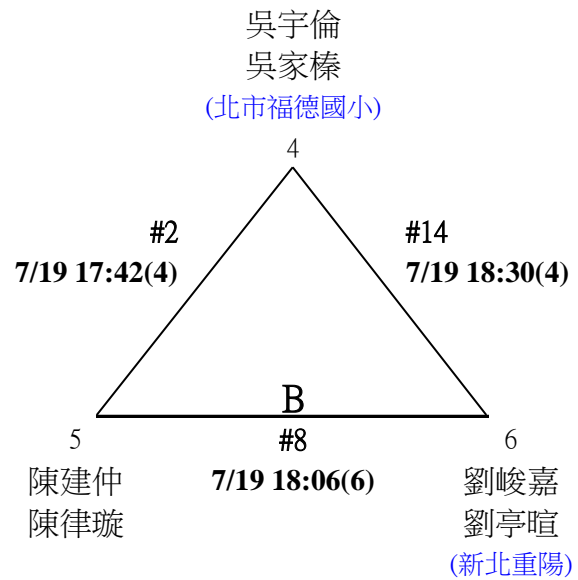 吳宇倫
吳家榛
(北市福德國小)
4
#2
7/19 17:42(4)
#14
7/19 18:30(4)
B
5
#8
6
陳建仲
陳律璇
7/19 18:06(6)
劉峻嘉
劉亭暄
(新北重陽)